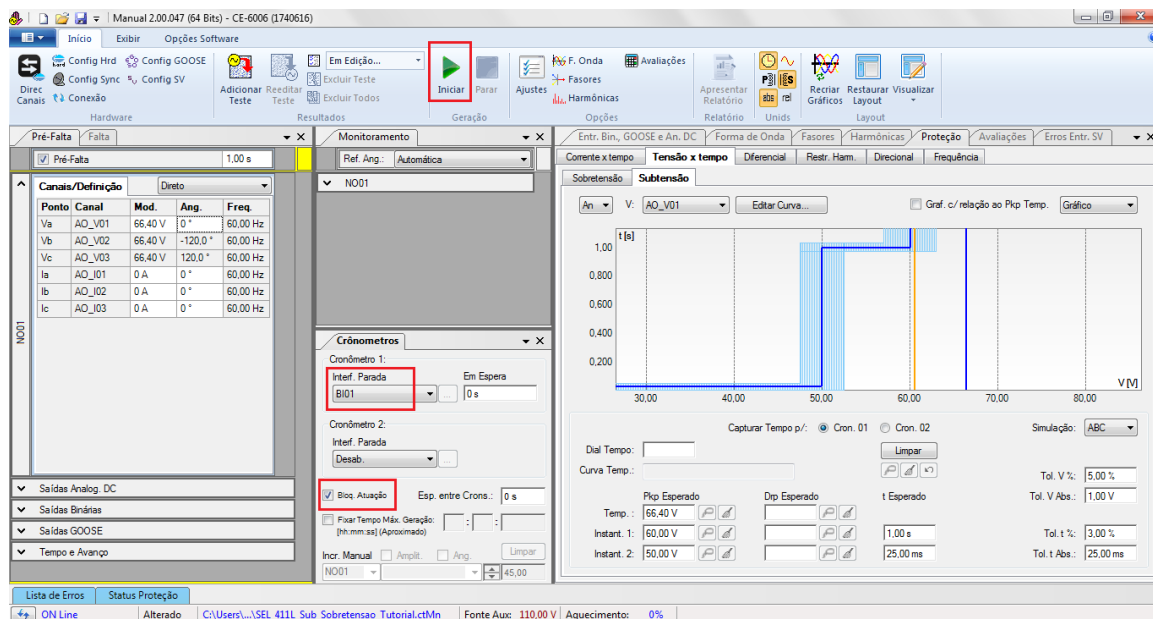 Manual 2.00.047 (64 Bits) - CE-6006 (1740616)
Início Exibir Opções Software
Direc Canais
Config Hrd Config GOOSE
Config Sync Config SV
Conexão
Hardware
Adicionar Teste
Reeditar Teste
Em Edição...
Excluir Teste
Excluir Todos
Resultados
Iniciar Parar
Geração
Ajustes
F. Onda Avaliações
Fasores
Harmônicas
Opções
Apresentar Relatório
Relatório
P S
abs rel
Unids
Recriar Gráficos
Restaurar Layout
Visualizar
Layout
Pré-Falta Falta
Pré-Falta 1,00 s
Canais/Definição Direto
Ponto Canal Mod. Ang. Freq.
Va AO_V01 66,40 V 0 ° 60,00 Hz
Vb AO_V02 66,40 V -120,0 ° 60,00 Hz
Vc AO_V03 66,40 V 120,0 ° 60,00 Hz
Ia AO_I01 0 A 0 ° 60,00 Hz
Ib AO_I02 0 A 0 ° 60,00 Hz
Ic AO_I03 0 A 0 ° 60,00 Hz
NO01
Saídas Analog. DC
Saídas Binárias
Saídas GOOSE
Tempo e Avanço
Monitoramento
Ref. Ang.: Automática
NO01
Crônometros
Cronômetro 1:
Interf. Parada Em Espera
BI01 ... 0 s
Cronômetro 2:
Interf. Parada
Desab. ...
Bloq. Atuação Esp. entre Crons.: 0 s
Fixar Tempo Máx. Geração: : :
[hh:mm:ss] (Aproximado)
Incr. Manual Amplit. Ang. Limpar
NO01 45,00
Entr. Bin., GOOSE e An. DC Forma de Onda Fasores Harmônicas Proteção Avaliações Erros Entr. SV
Corrente x tempo Tensão x tempo Diferencial Restr. Harm. Direcional Frequência
Sobretensão Subtensão
An V: AO_V01 Editar Curva... Graf. c/ relação ao Pkp Temp. Gráfico
t [s]
1,00
0,800
0,600
0,400
0,200
V [V]
30,00 40,00 50,00 60,00 70,00 80,00
Capturar Tempo p/: Cron. 01 Cron. 02 Simulação: ABC
Dial Tempo: Limpar
Curva Temp.: Tol. V %: 5,00 %
Pkp Esperado Drp Esperado t Esperado Tol. V Abs.: 1,00 V
Temp. : 66,40 V
Instant. 1: 60,00 V 1,00 s Tol. t %: 3,00 %
Instant. 2: 50,00 V 25,00 ms Tol. t Abs.: 25,00 ms
Lista de Erros Status Proteção
ON Line Alterado C:\Users\...\SEL 411L_Sub_Sobretensao_Tutorial.ctMn Fonte Aux: 110,00 V Aquecimento: 0%